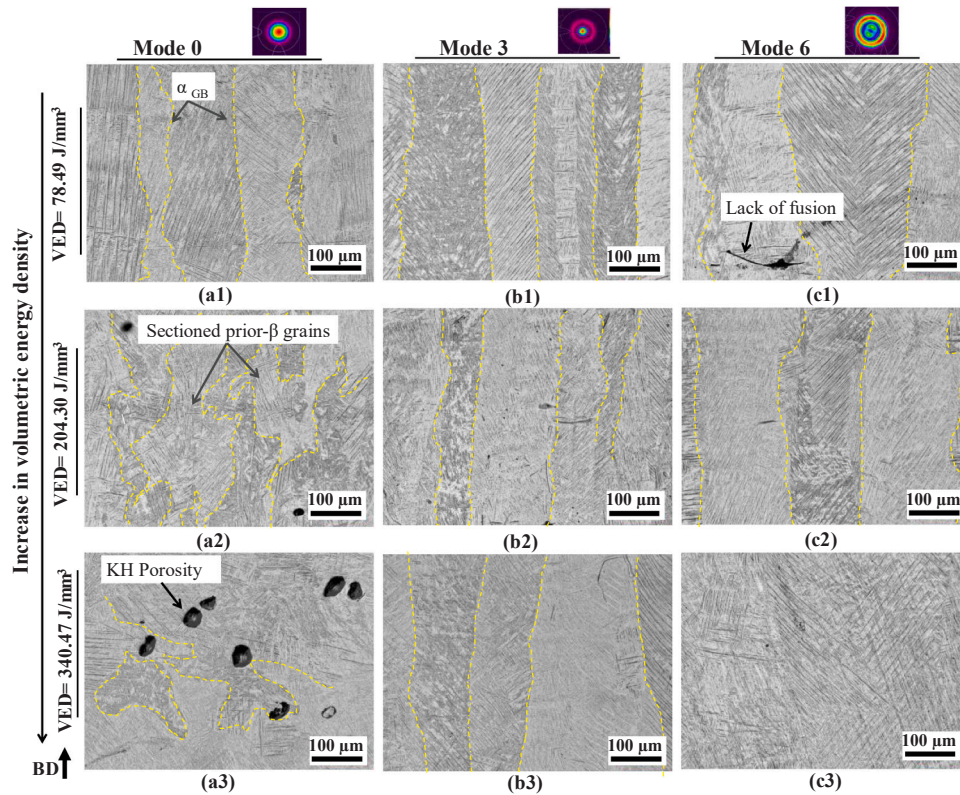 Mode 0
Mode 3
Mode 6
Increase in volumetric energy density
VED= 78.49 J/mm³
α GB
100 µm
100 µm
Lack of fusion
100 µm
(a1)
(b1)
(c1)
VED= 204.30 J/mm³
Sectioned prior-β grains
100 µm
100 µm
100 µm
(a2)
(b2)
(c2)
VED= 340.47 J/mm³
KH Porosity
100 µm
100 µm
100 µm
BD
(a3)
(b3)
(c3)